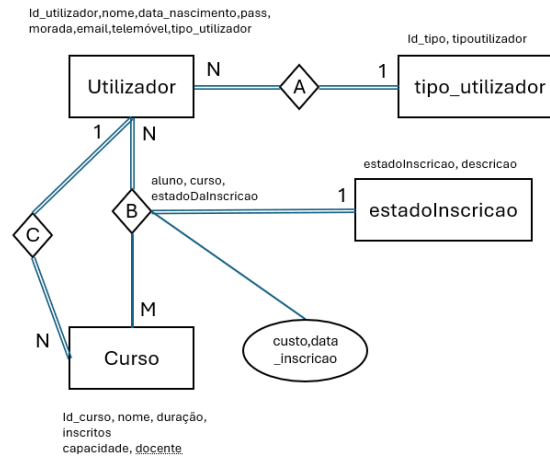 Id_utilizador,nome,data_nascimento,pass,
morada,email,telemóvel,tipo_utilizador
Id_tipo, tipoutilizador
N
1
Utilizador
A
tipo_utilizador
1
N
aluno, curso,
estadoDaInscricao
estadoInscricao, descricao
1
B
estadoInscricao
C
M
N
Curso
custo,data
_inscricao
Id_curso, nome, duração,
inscritos
capacidade, docente